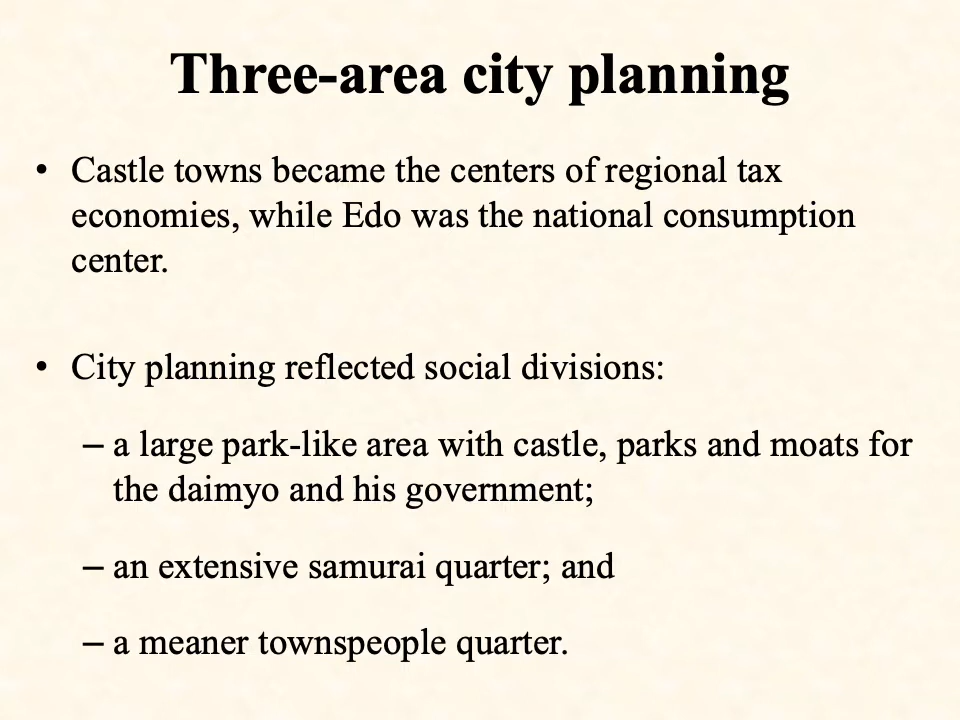 Three-area city planning
• Castle towns became the centers of regional tax
economies, while Edo was the national consumption
center.
• City planning reflected social divisions:
– a large park-like area with castle, parks and moats for
the daimyo and his government;
– an extensive samurai quarter; and
– a meaner townspeople quarter.